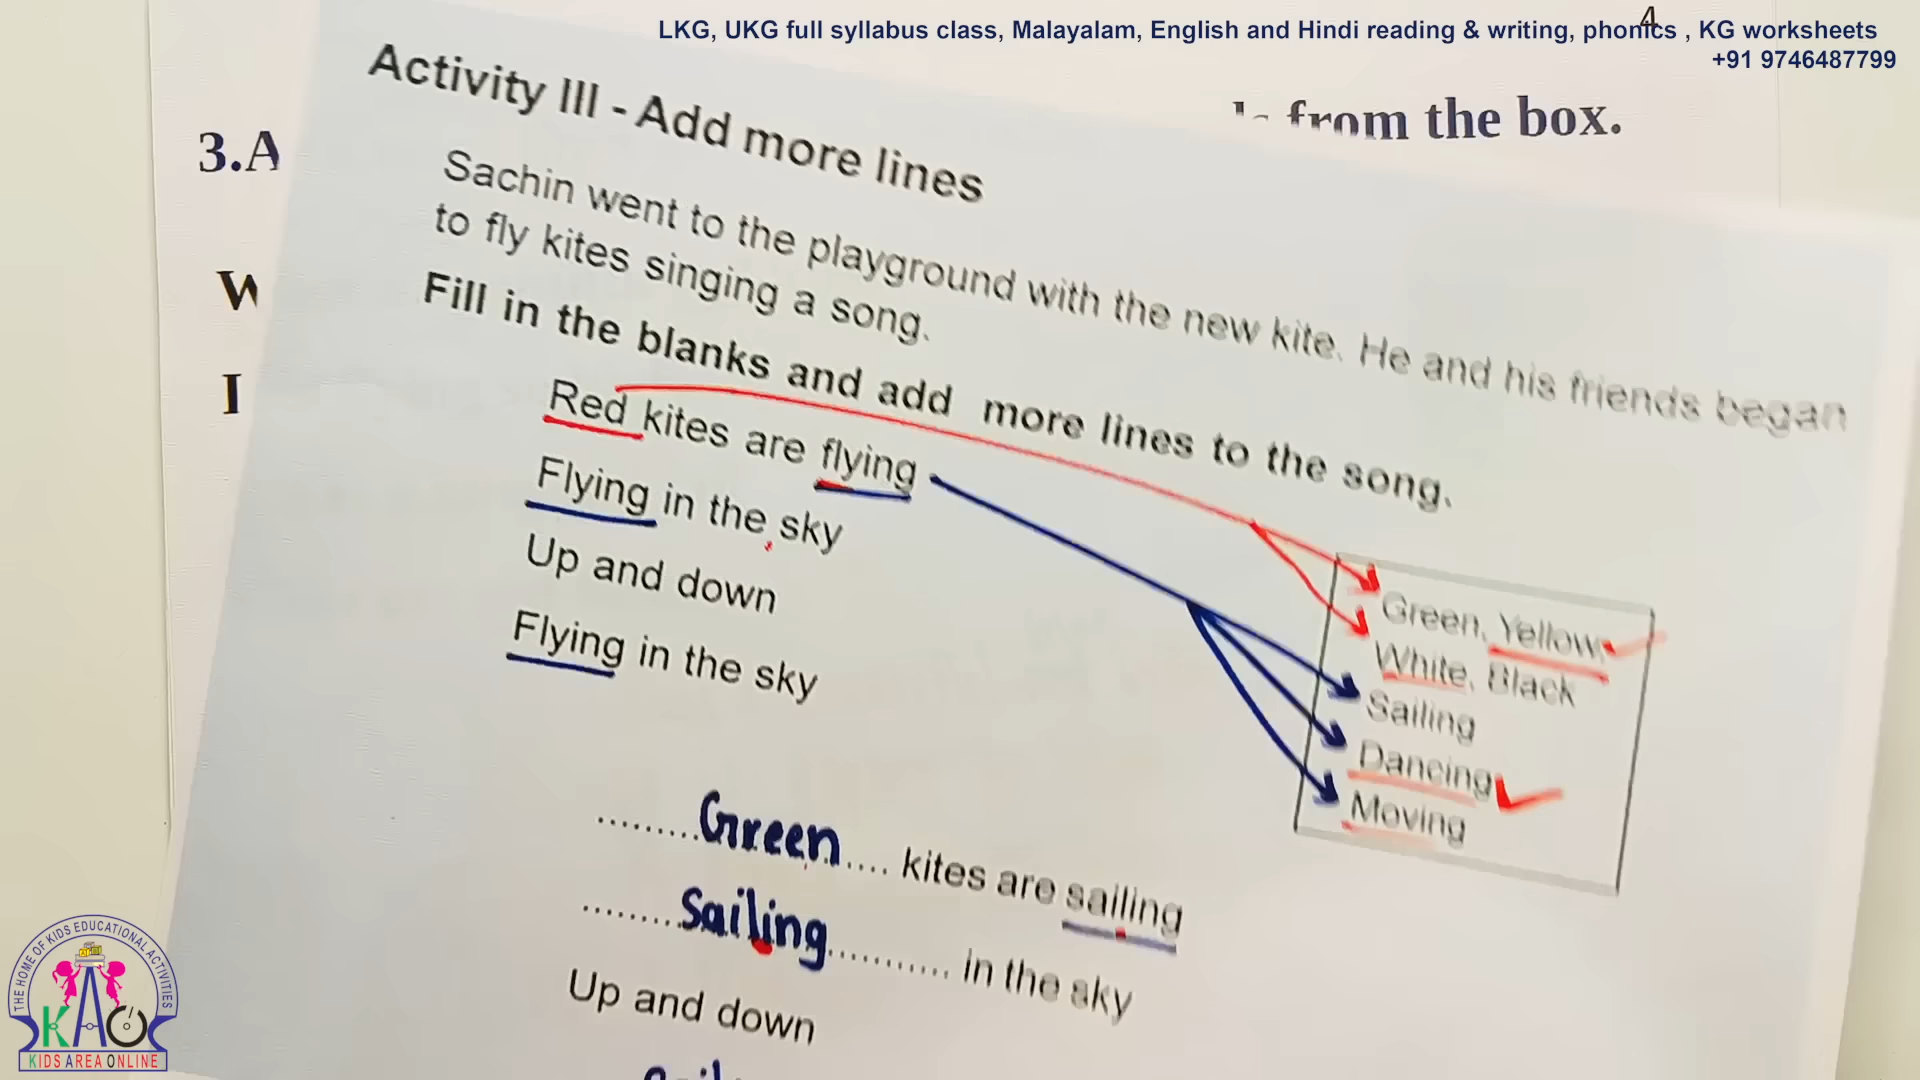 4
LKG, UKG full syllabus class, Malayalam, English and Hindi reading & writing, phonics , KG worksheets
+91 9746487799
from the box.
3.A
W
I
Activity III - Add more lines
Sachin went to the playground with the new kite. He and his friends began
to fly kites singing a song.
Fill in the blanks and add more lines to the song.
Red kites are flying
Flying in the sky
Up and down
Flying in the sky
Green, Yellow,
White, Black
Sailing
Dancing
Moving
.........Green.... kites are sailing
........Sailing........... in the sky
Up and down
THE HOME OF KIDS EDUCATIONAL ACTIVITIES
KAO
KIDS AREA ONLINE